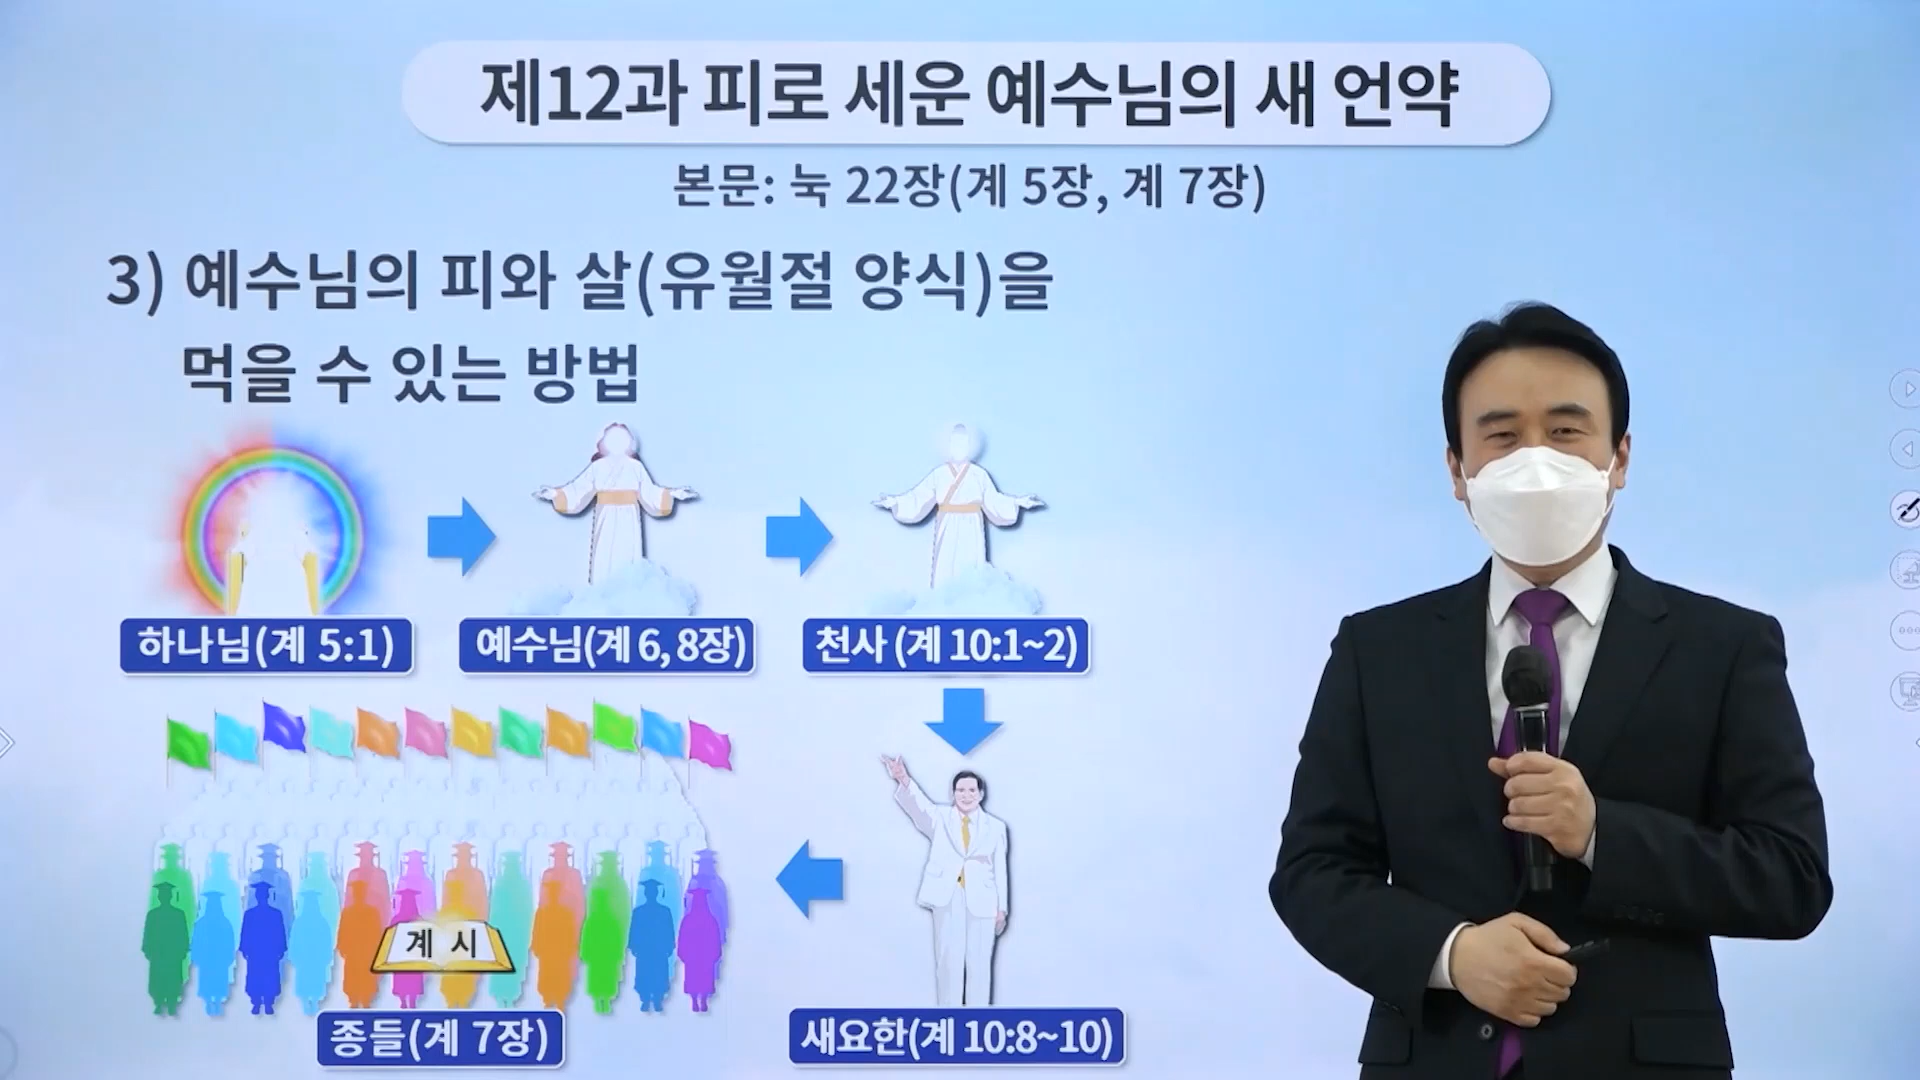 제12과 피로 세운 예수님의 새 언약
본문: 눅 22장(계 5장, 계 7장)
3) 예수님의 피와 살(유월절 양식)을
먹을 수 있는 방법
하나님(계 5:1)
예수님(계 6, 8장)
천사 (계 10:1~2)
계 시
종들(계 7장)
새요한(계 10:8~10)